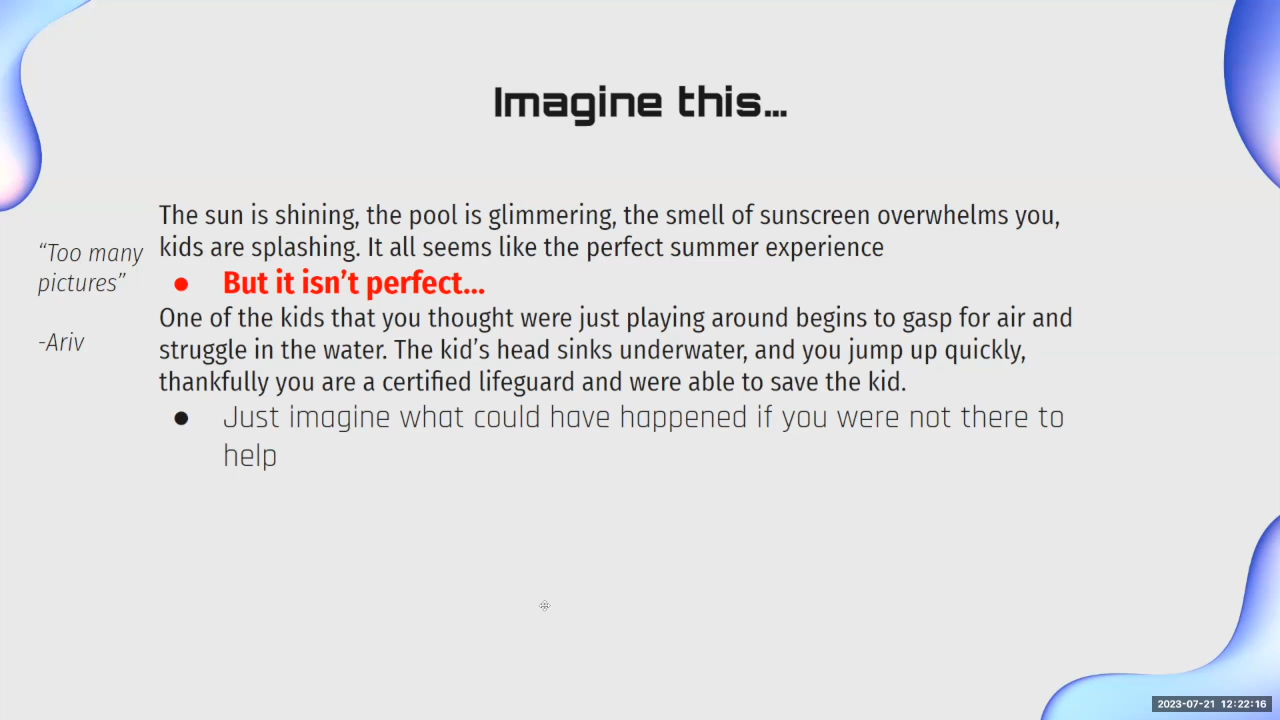 Imagine this...
The sun is shining, the pool is glimmering, the smell of sunscreen overwhelms you,
kids are splashing. It all seems like the perfect summer experience
● But it isn’t perfect...
One of the kids that you thought were just playing around begins to gasp for air and
struggle in the water. The kid’s head sinks underwater, and you jump up quickly,
thankfully you are a certified lifeguard and were able to save the kid.
● Just imagine what could have happened if you were not there to
help
“Too many
pictures”
-Ariv
2023-07-21 12:22:16